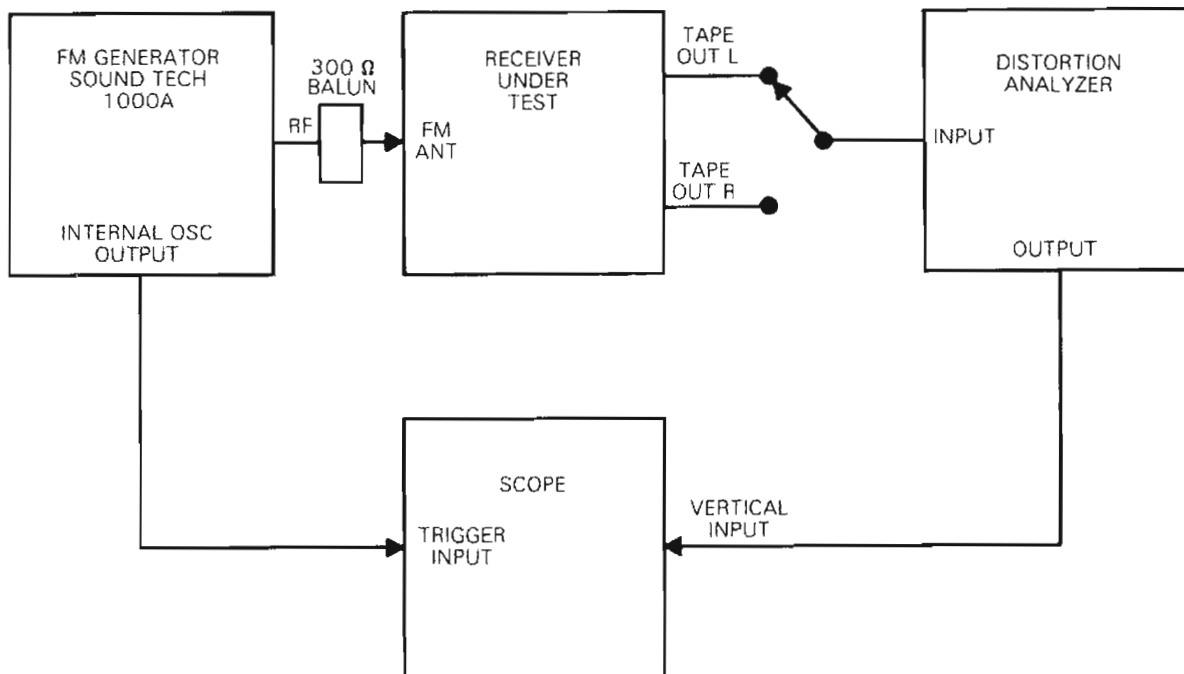 FM GENERATOR
SOUND TECH
1000A
RF
INTERNAL OSC
OUTPUT
300 Ω
BALUN
RECEIVER
UNDER
TEST
FM
ANT
TAPE
OUT L
TAPE
OUT R
DISTORTION
ANALYZER
INPUT
OUTPUT
SCOPE
TRIGGER
INPUT
VERTICAL
INPUT